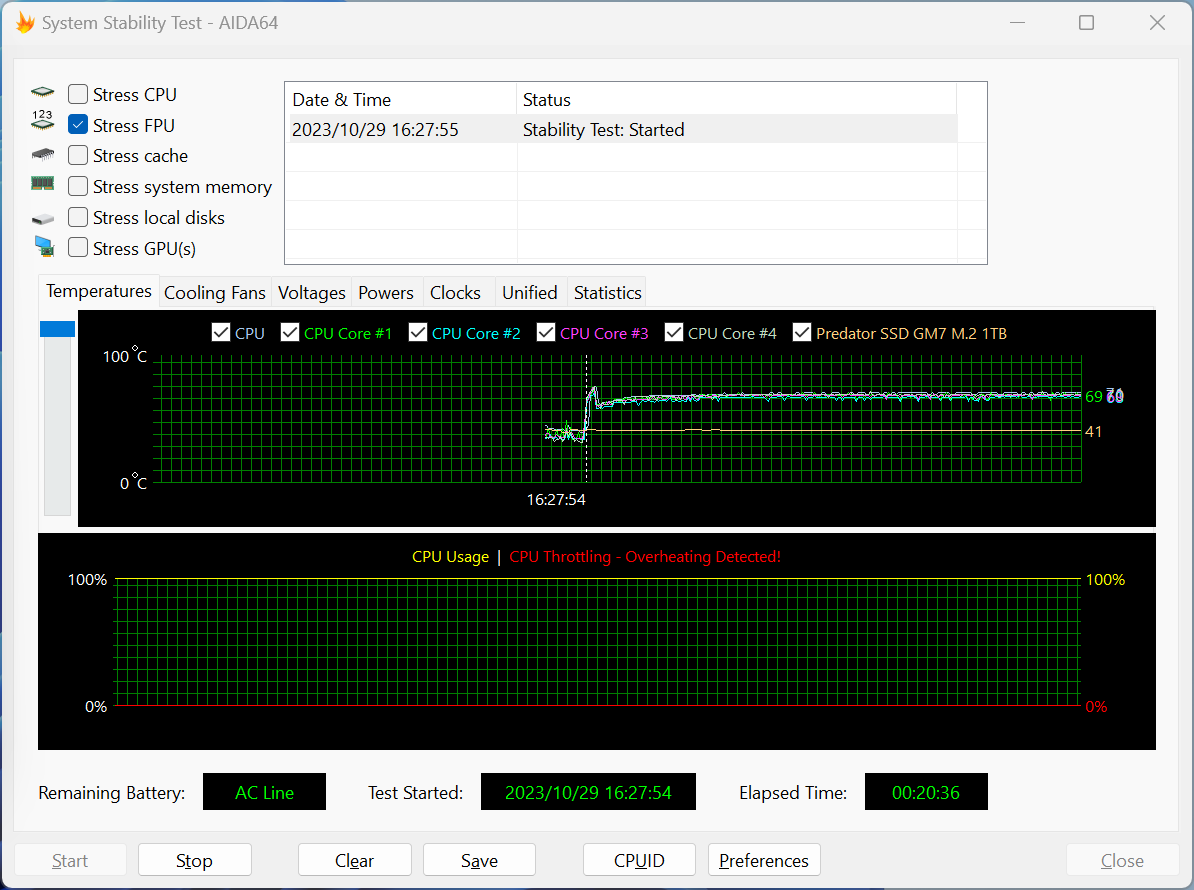 System Stability Test - AIDA64
Stress CPU
123
Stress FPU
Stress cache
Stress system memory
Stress local disks
Stress GPU(s)
Date & Time Status
2023/10/29 16:27:55 Stability Test: Started
Temperatures Cooling Fans Voltages Powers Clocks Unified Statistics
CPU CPU Core #1 CPU Core #2 CPU Core #3 CPU Core #4 Predator SSD GM7 M.2 1TB
100 °C
69
41
0 °C
16:27:54
CPU Usage | CPU Throttling - Overheating Detected!
100% 100%
0% 0%
Remaining Battery: AC Line Test Started: 2023/10/29 16:27:54 Elapsed Time: 00:20:36
Start Stop Clear Save CPUID Preferences Close